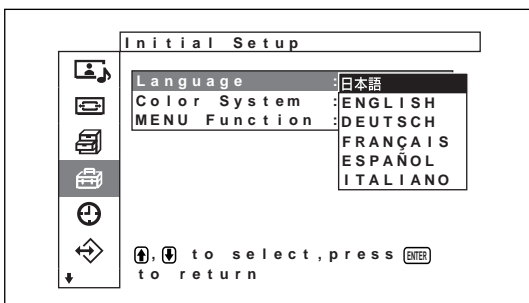 Initial Setup
Language :日本語
Color System :ENGLISH
MENU Function :DEUTSCH
FRANÇAIS
ESPAÑOL
ITALIANO
, to select, press ENTER
to return